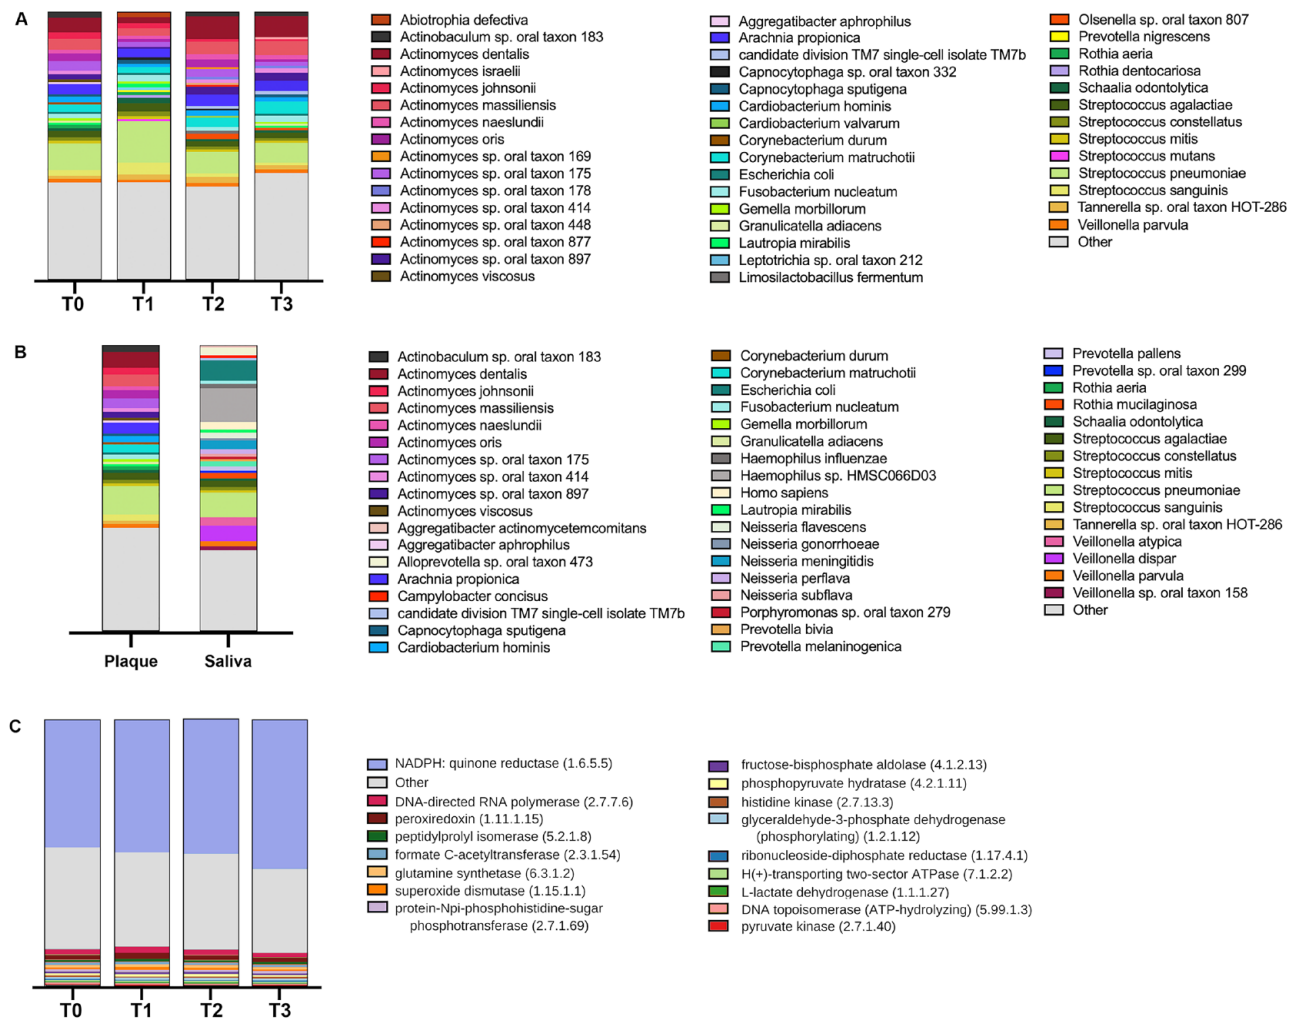 A
Abiotrophia defectiva
Actinobaculum sp. oral taxon 183
Actinomyces dentalis
Actinomyces israelii
Actinomyces johnsonii
Actinomyces massiliensis
Actinomyces naeslundii
Actinomyces oris
Actinomyces sp. oral taxon 169
Actinomyces sp. oral taxon 175
Actinomyces sp. oral taxon 178
Actinomyces sp. oral taxon 414
Actinomyces sp. oral taxon 448
Actinomyces sp. oral taxon 877
Actinomyces sp. oral taxon 897
Actinomyces viscosus
Aggregatibacter aphrophilus
Arachnia propionica
candidate division TM7 single-cell isolate TM7b
Capnocytophaga sp. oral taxon 332
Capnocytophaga sputigena
Cardiobacterium hominis
Cardiobacterium valvarum
Corynebacterium durum
Corynebacterium matruchotii
Escherichia coli
Fusobacterium nucleatum
Gemella morbillorum
Granulicatella adiacens
Lautropia mirabilis
Leptotrichia sp. oral taxon 212
Limosilactobacillus fermentum
Olsenella sp. oral taxon 807
Prevotella nigrescens
Rothia aeria
Rothia dentocariosa
Schaalia odontolytica
Streptococcus agalactiae
Streptococcus constellatus
Streptococcus mitis
Streptococcus mutans
Streptococcus pneumoniae
Streptococcus sanguinis
Tannerella sp. oral taxon HOT-286
Veillonella parvula
Other
T0 T1 T2 T3
B
Actinobaculum sp. oral taxon 183
Actinomyces dentalis
Actinomyces johnsonii
Actinomyces massiliensis
Actinomyces naeslundii
Actinomyces oris
Actinomyces sp. oral taxon 175
Actinomyces sp. oral taxon 414
Actinomyces sp. oral taxon 897
Actinomyces viscosus
Aggregatibacter actinomycetemcomitans
Aggregatibacter aphrophilus
Alloprevotella sp. oral taxon 473
Arachnia propionica
Campylobacter concisus
candidate division TM7 single-cell isolate TM7b
Capnocytophaga sputigena
Cardiobacterium hominis
Corynebacterium durum
Corynebacterium matruchotii
Escherichia coli
Fusobacterium nucleatum
Gemella morbillorum
Granulicatella adiacens
Haemophilus influenzae
Haemophilus sp. HMSC066D03
Homo sapiens
Lautropia mirabilis
Neisseria flavescens
Neisseria gonorrhoeae
Neisseria meningitidis
Neisseria perflava
Neisseria subflava
Porphyromonas sp. oral taxon 279
Prevotella bivia
Prevotella melaninogenica
Prevotella pallens
Prevotella sp. oral taxon 299
Rothia aeria
Rothia mucilaginosa
Schaalia odontolytica
Streptococcus agalactiae
Streptococcus constellatus
Streptococcus mitis
Streptococcus pneumoniae
Streptococcus sanguinis
Tannerella sp. oral taxon HOT-286
Veillonella atypica
Veillonella dispar
Veillonella parvula
Veillonella sp. oral taxon 158
Other
Plaque Saliva
C
NADPH: quinone reductase (1.6.5.5)
Other
DNA-directed RNA polymerase (2.7.7.6)
peroxiredoxin (1.11.1.15)
peptidylprolyl isomerase (5.2.1.8)
formate C-acetyltransferase (2.3.1.54)
glutamine synthetase (6.3.1.2)
superoxide dismutase (1.15.1.1)
protein-Npi-phosphohistidine-sugar
phosphotransferase (2.7.1.69)
fructose-bisphosphate aldolase (4.1.2.13)
phosphopyruvate hydratase (4.2.1.11)
histidine kinase (2.7.13.3)
glyceraldehyde-3-phosphate dehydrogenase
(phosphorylating) (1.2.1.12)
ribonucleoside-diphosphate reductase (1.17.4.1)
H(+)-transporting two-sector ATPase (7.1.2.2)
L-lactate dehydrogenase (1.1.1.27)
DNA topoisomerase (ATP-hydrolyzing) (5.99.1.3)
pyruvate kinase (2.7.1.40)
T0 T1 T2 T3